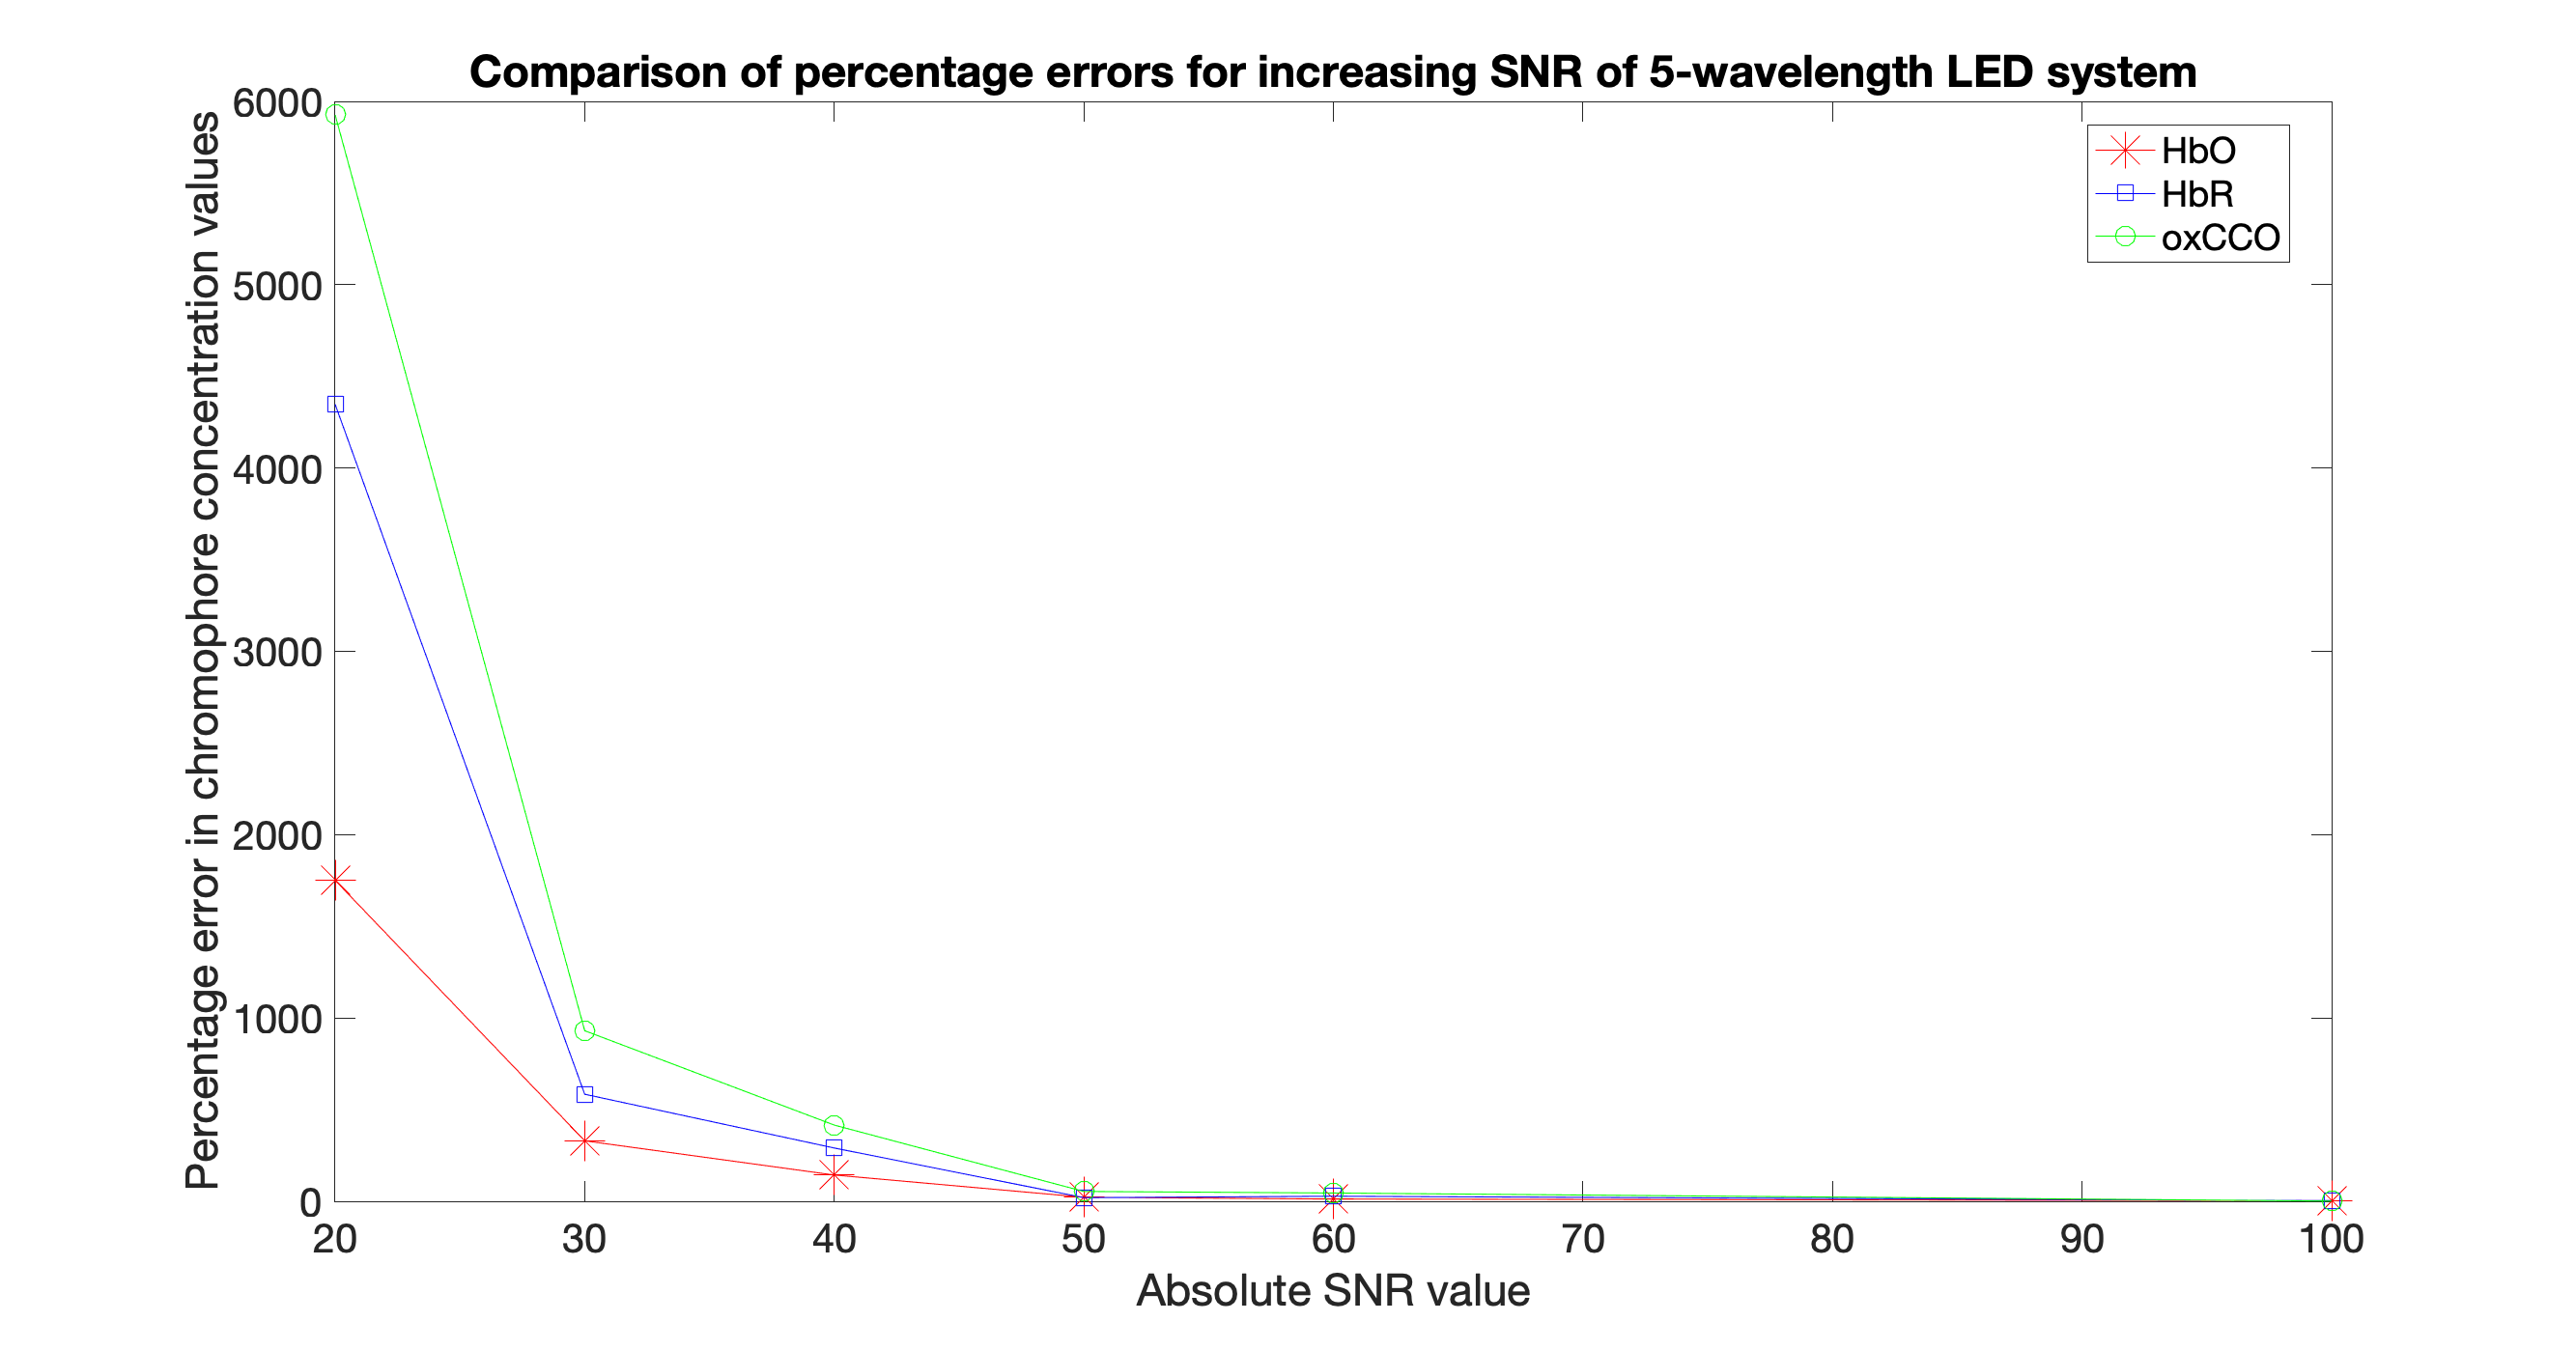 Comparison of percentage errors for increasing SNR of 5-wavelength LED system
Percentage error in chromophore concentration values
6000
5000
4000
3000
2000
1000
0
HbO
HbR
oxCCO
20 30 40 50 60 70 80 90 100
Absolute SNR value